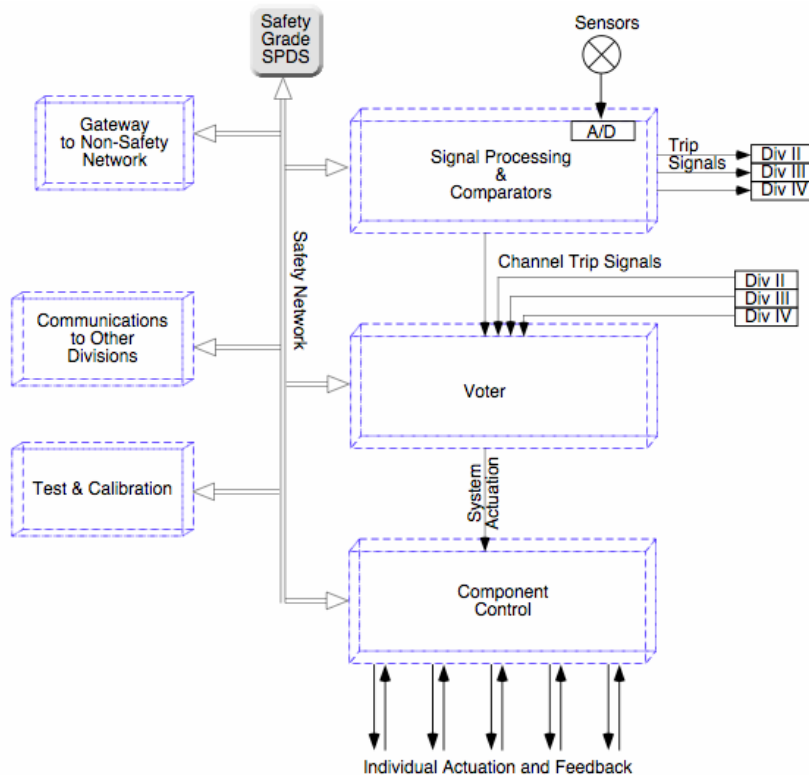 Safety
Grade
SPDS
Sensors
Gateway
to Non-Safety
Network
A/D
Signal Processing
&
Comparators
Trip
Signals
Div II
Div III
Div IV
Safety Network
Channel Trip Signals
Div II
Div III
Div IV
Communications
to Other
Divisions
Voter
Test & Calibration
System
Actuation
Component
Control
Individual Actuation and Feedback